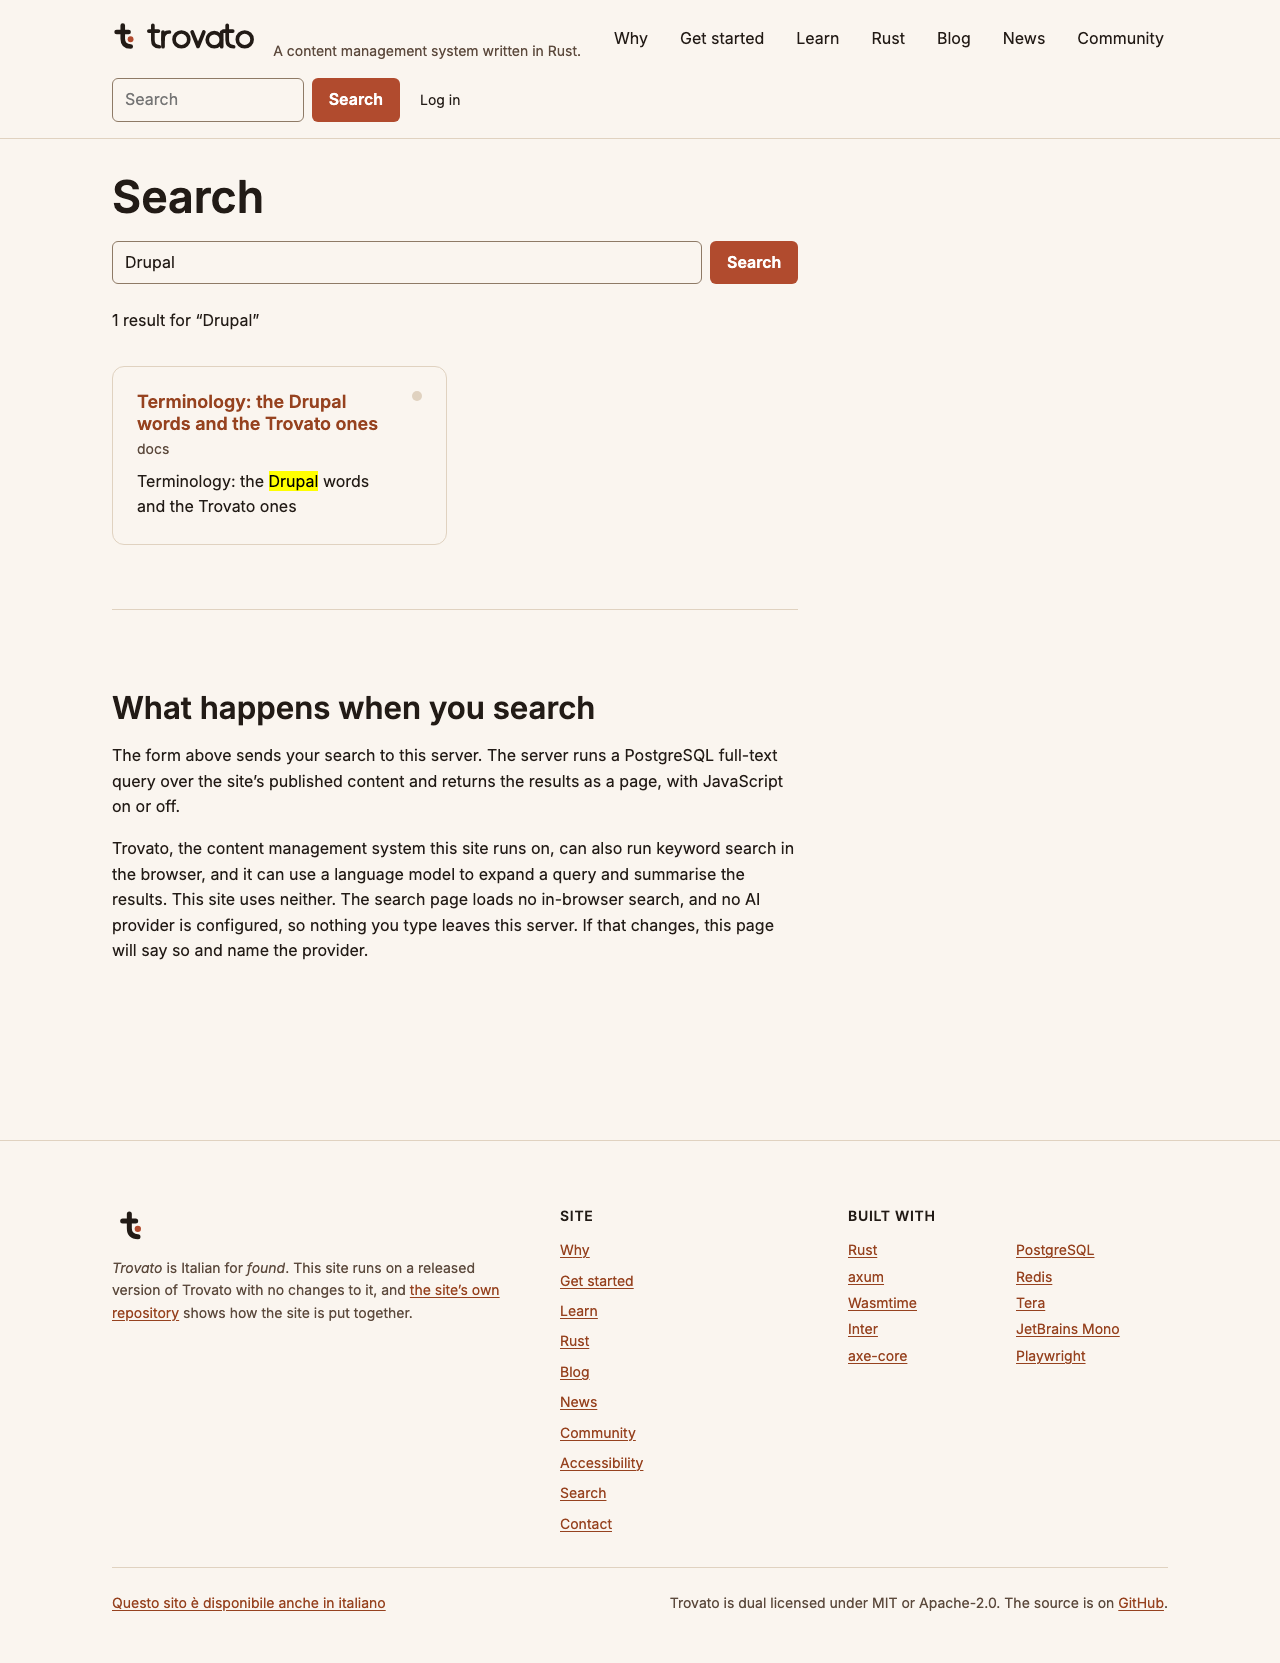 trovato
A content management system written in Rust.
Why
Get started
Learn
Rust
Blog
News
Community
Search
Search
Log in
Search
Drupal
Search
1 result for “Drupal”
Terminology: the Drupal
words and the Trovato ones
docs
Terminology: the Drupal words
and the Trovato ones
What happens when you search
The form above sends your search to this server. The server runs a PostgreSQL full-text
query over the site’s published content and returns the results as a page, with JavaScript
on or off.
Trovato, the content management system this site runs on, can also run keyword search in
the browser, and it can use a language model to expand a query and summarise the
results. This site uses neither. The search page loads no in-browser search, and no AI
provider is configured, so nothing you type leaves this server. If that changes, this page
will say so and name the provider.
Trovato is Italian for found. This site runs on a released
version of Trovato with no changes to it, and the site’s own
repository shows how the site is put together.
SITE
Why
Get started
Learn
Rust
Blog
News
Community
Accessibility
Search
Contact
BUILT WITH
Rust
axum
Wasmtime
Inter
axe-core
PostgreSQL
Redis
Tera
JetBrains Mono
Playwright
Questo sito è disponibile anche in italiano
Trovato is dual licensed under MIT or Apache-2.0. The source is on GitHub.